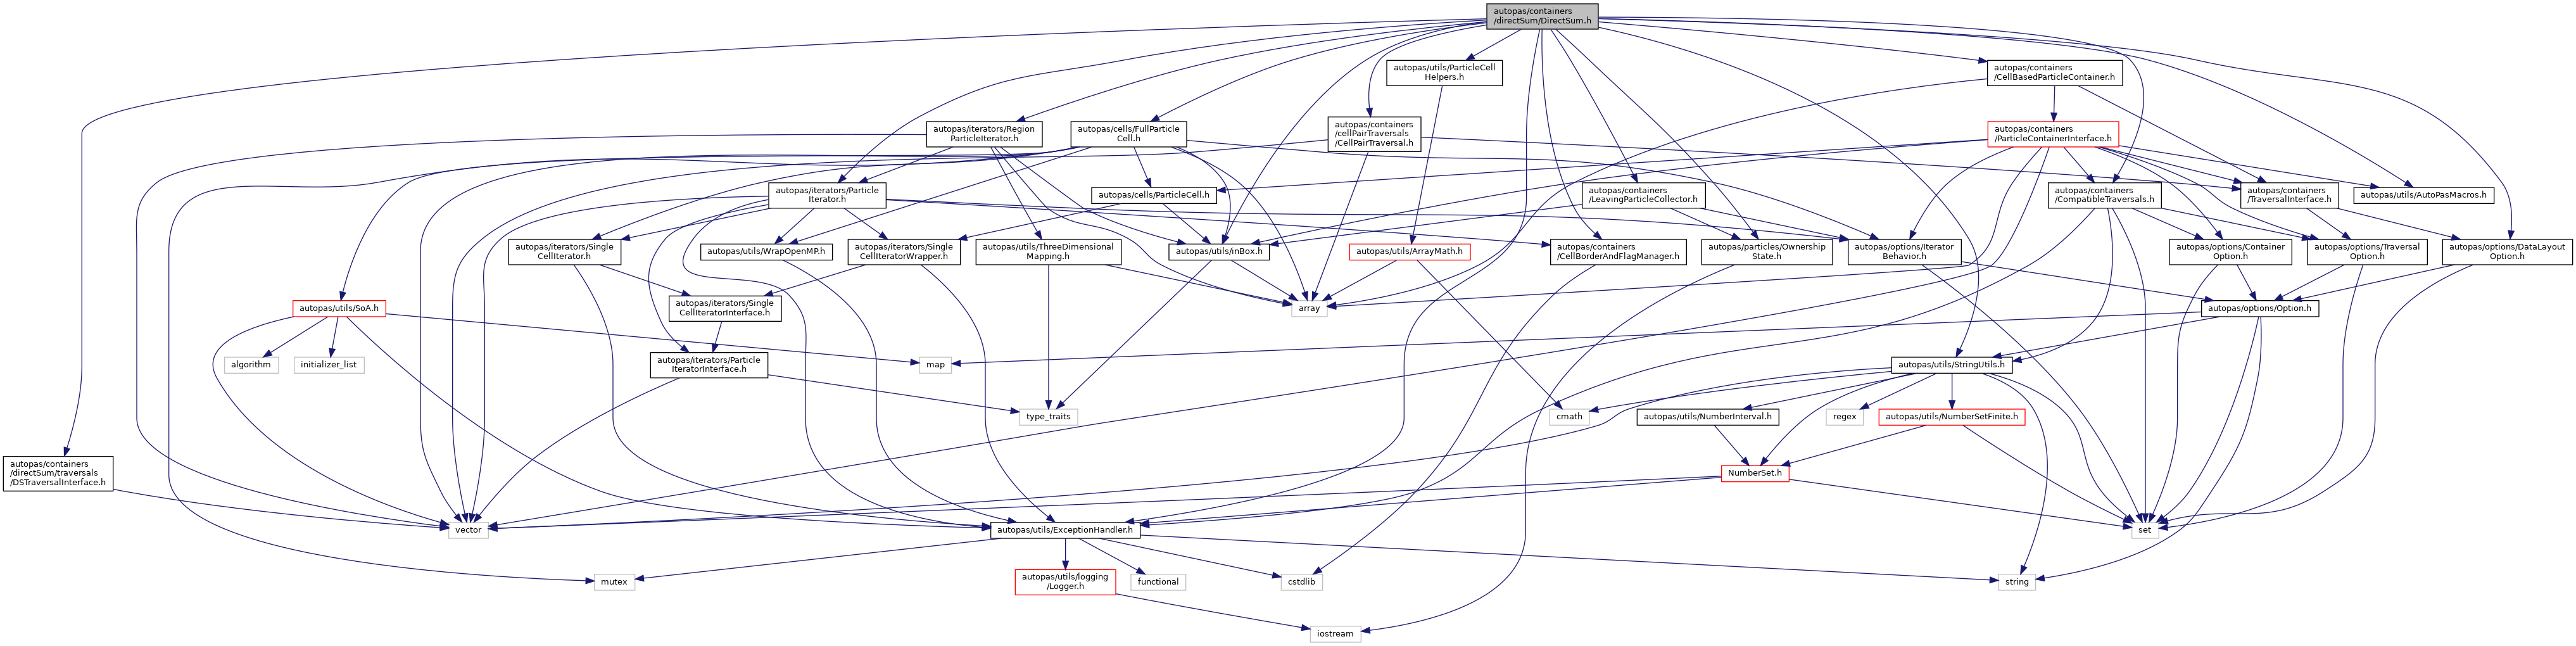 autopas/containers
/directSum/DirectSum.h
autopas/utils/ParticleCell
Helpers.h
autopas/containers
/CellBasedParticleContainer.h
autopas/iterators/Region
ParticleIterator.h
autopas/cells/FullParticle
Cell.h
autopas/containers
/cellPairTraversals
/CellPairTraversal.h
autopas/containers
/ParticleContainerInterface.h
autopas/iterators/Particle
Iterator.h
autopas/cells/ParticleCell.h
autopas/containers
/LeavingParticleCollector.h
autopas/containers
/CompatibleTraversals.h
autopas/containers
/TraversalInterface.h
autopas/utils/AutoPasMacros.h
autopas/iterators/Single
CellIterator.h
autopas/utils/WrapOpenMP.h
autopas/iterators/Single
CellIteratorWrapper.h
autopas/utils/ThreeDimensional
Mapping.h
autopas/utils/inBox.h
autopas/utils/ArrayMath.h
autopas/containers
/CellBorderAndFlagManager.h
autopas/particles/Ownership
State.h
autopas/options/Iterator
Behavior.h
autopas/options/Container
Option.h
autopas/options/Traversal
Option.h
autopas/options/DataLayout
Option.h
autopas/utils/SoA.h
autopas/iterators/Single
CellIteratorInterface.h
array
autopas/options/Option.h
algorithm
initializer_list
autopas/iterators/Particle
IteratorInterface.h
map
autopas/utils/StringUtils.h
type_traits
cmath
autopas/utils/NumberInterval.h
regex
autopas/utils/NumberSetFinite.h
autopas/containers
/directSum/traversals
/DSTraversalInterface.h
NumberSet.h
vector
autopas/utils/ExceptionHandler.h
set
mutex
autopas/utils/logging
/Logger.h
functional
cstdlib
string
iostream